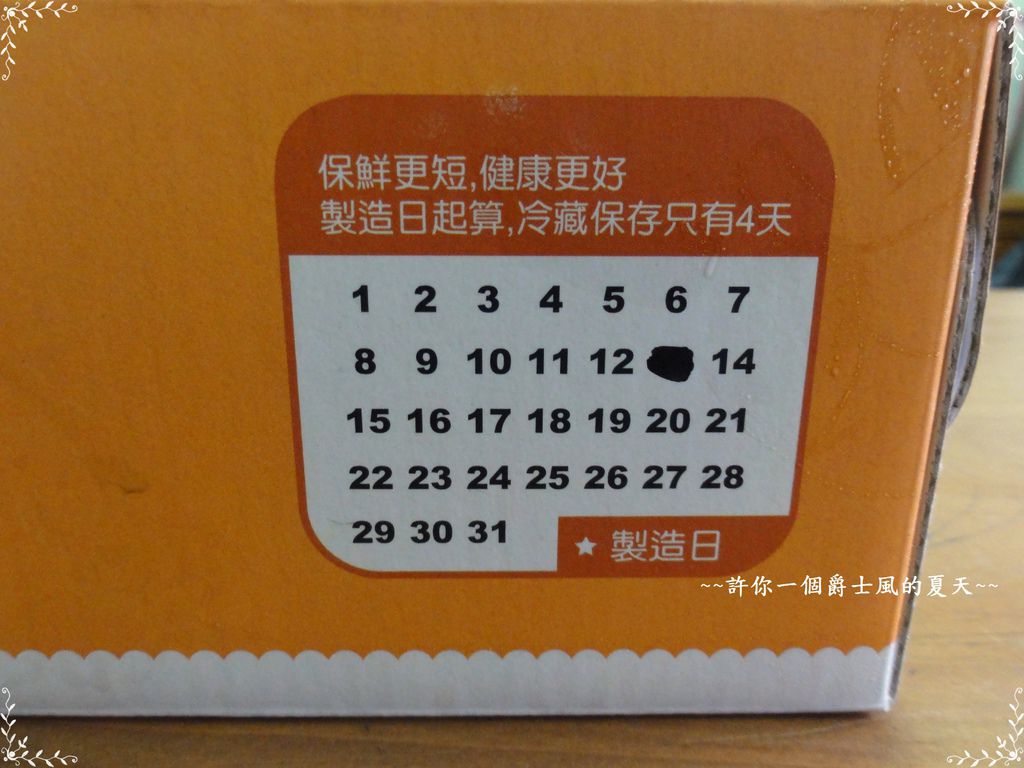 保鮮更短,健康更好
製造日起算,冷藏保存只有4天
1 2 3 4 5 6 7
8 9 10 11 12 14
15 16 17 18 19 20 21
22 23 24 25 26 27 28
29 30 31
★ 製造日
~~許你一個爵士風的夏天~~